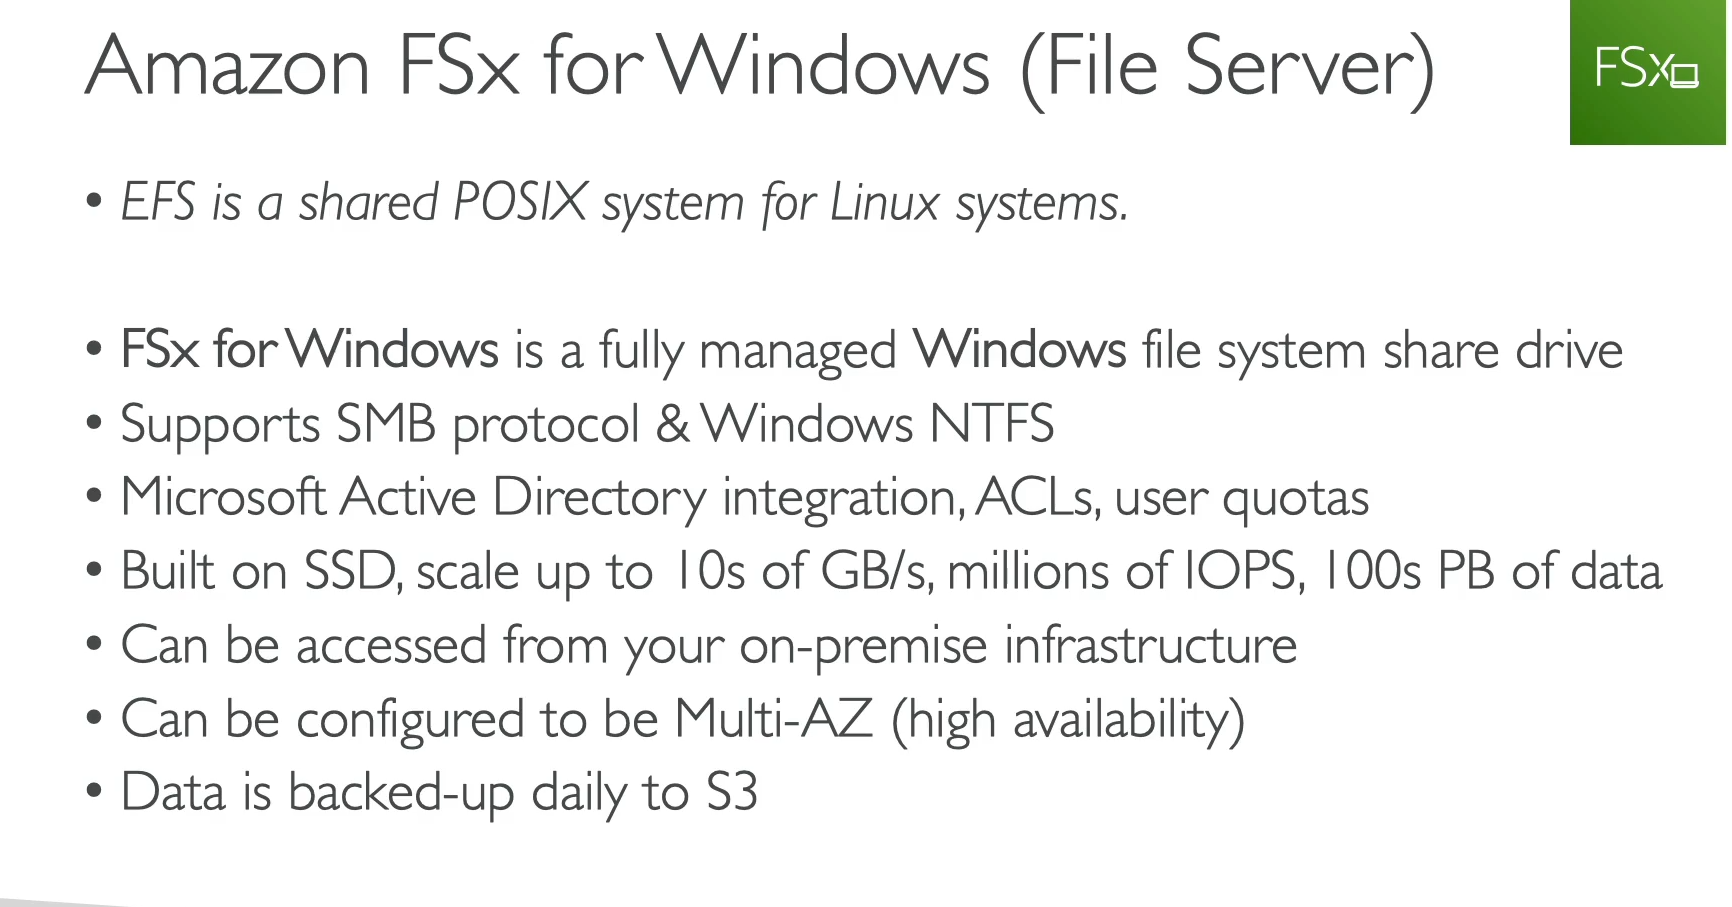 Amazon FSx for Windows (File Server)
FSx
• EFS is a shared POSIX system for Linux systems.
• FSx for Windows is a fully managed Windows file system share drive
• Supports SMB protocol & Windows NTFS
• Microsoft Active Directory integration, ACLs, user quotas
• Built on SSD, scale up to 10s of GB/s, millions of IOPS, 100s PB of data
• Can be accessed from your on-premise infrastructure
• Can be configured to be Multi-AZ (high availability)
• Data is backed-up daily to S3